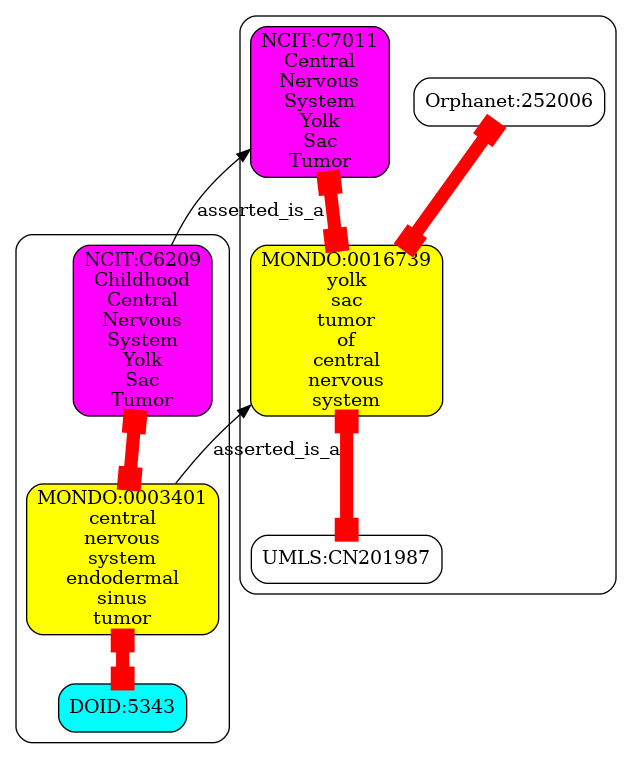 NCIT:C7011
Central
Nervous
System
Yolk
Sac
Tumor
Orphanet:252006
asserted_is_a
NCIT:C6209
Childhood
Central
Nervous
System
Yolk
Sac
Tumor
MONDO:0016739
yolk
sac
tumor
of
central
nervous
system
asserted_is_a
MONDO:0003401
central
nervous
system
endodermal
sinus
tumor
UMLS:CN201987
DOID:5343